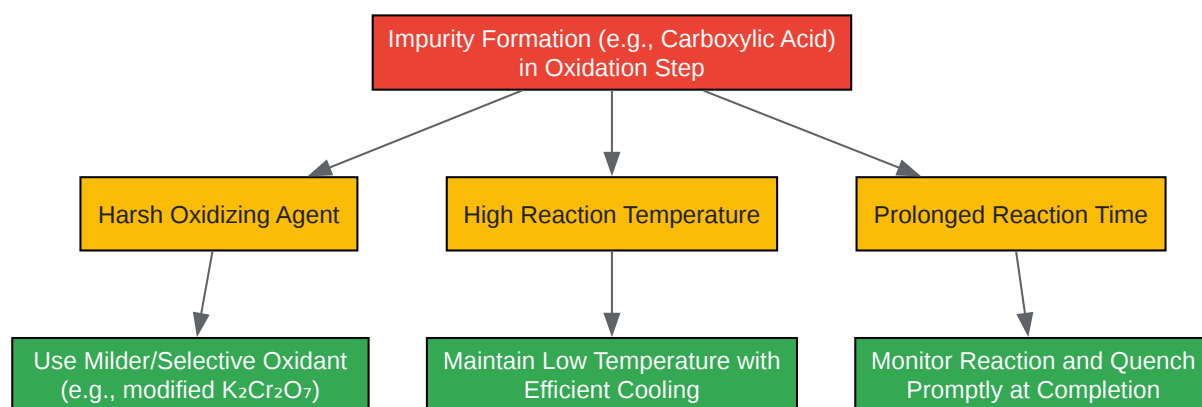 Impurity Formation (e.g., Carboxylic Acid)
in Oxidation Step
Harsh Oxidizing Agent
High Reaction Temperature
Prolonged Reaction Time
Use Milder/Selective Oxidant
(e.g., modified K₂Cr₂O₇)
Maintain Low Temperature with
Efficient Cooling
Monitor Reaction and Quench
Promptly at Completion